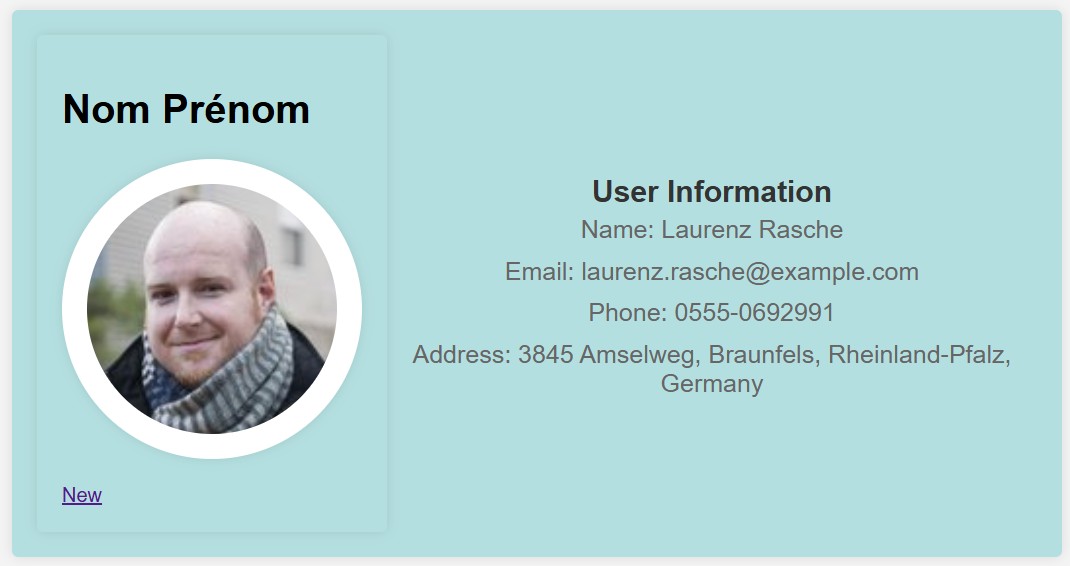 Nom Prénom
New
User Information
Name: Laurenz Rasche
Email: laurenz.rasche@example.com
Phone: 0555-0692991
Address: 3845 Amselweg, Braunfels, Rheinland-Pfalz,
Germany